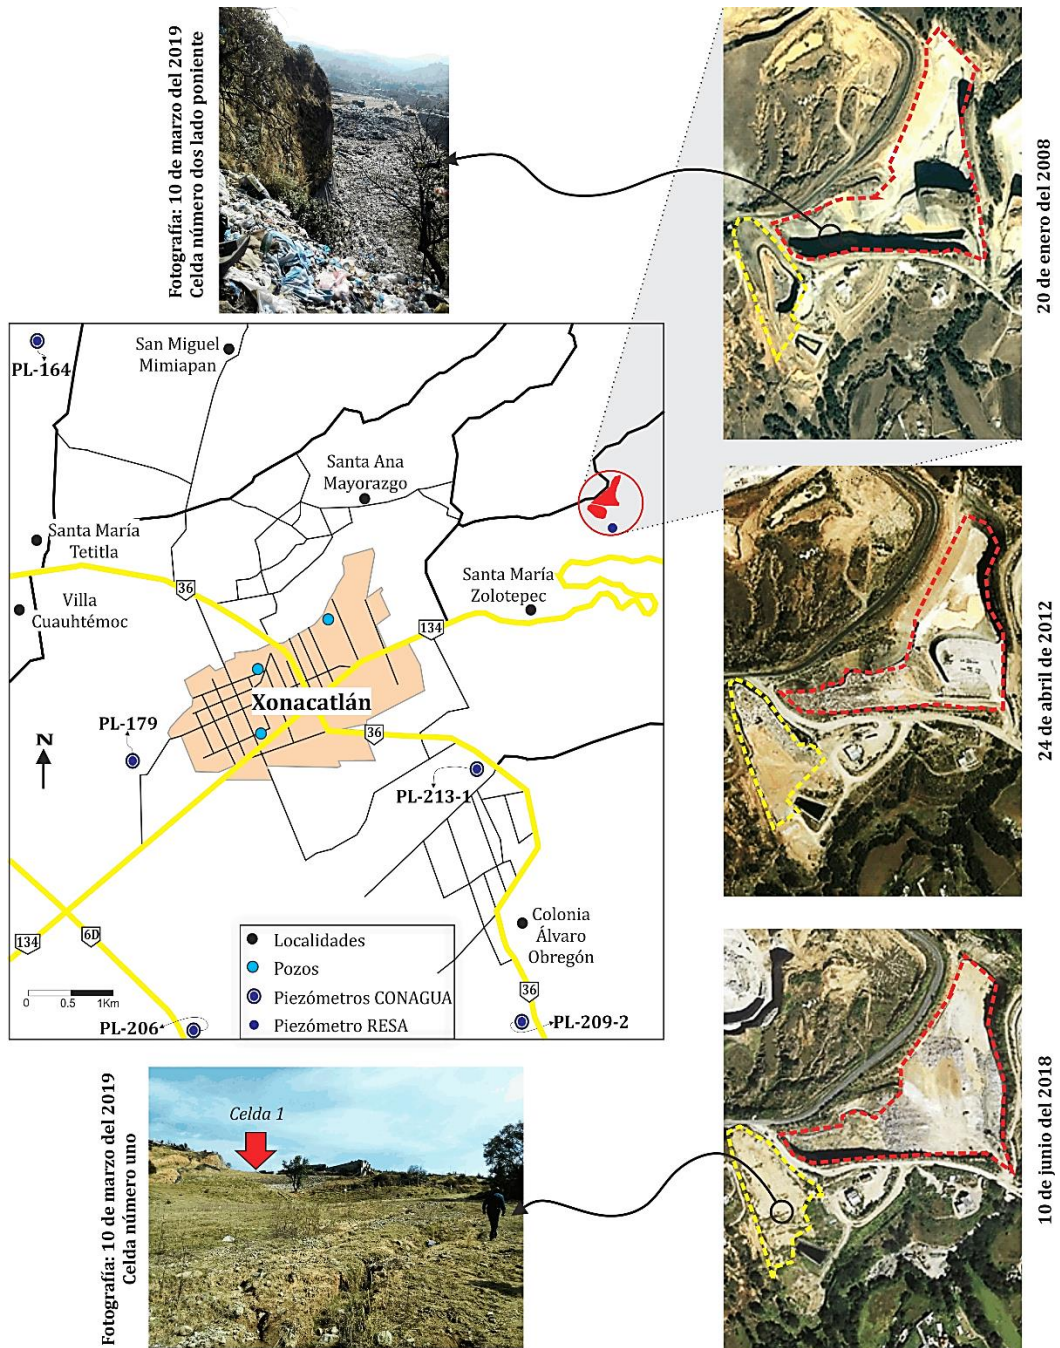 Fotografía: 10 de marzo del 2019
Celda número dos lado poniente
20 de enero del 2008
San Miguel
Mimiapan
PL-164
Santa Ana
Mayorazgo
Santa María
Tetitla
36
Villa
Cuauhtémoc
Santa María
Zolotepec
134
Xonacatlán
PL-179
36
N
PL-213-1
24 de abril de 2012
134
6D
Colonia
Álvaro
Obregón
Localidades
Pozos
Piezómetros CONAGUA
Piezómetro RESA
0 0.5 1Km
36
PL-206
PL-209-2
Fotografía: 10 de marzo del 2019
Celda número uno
Celda 1
10 de junio del 2018